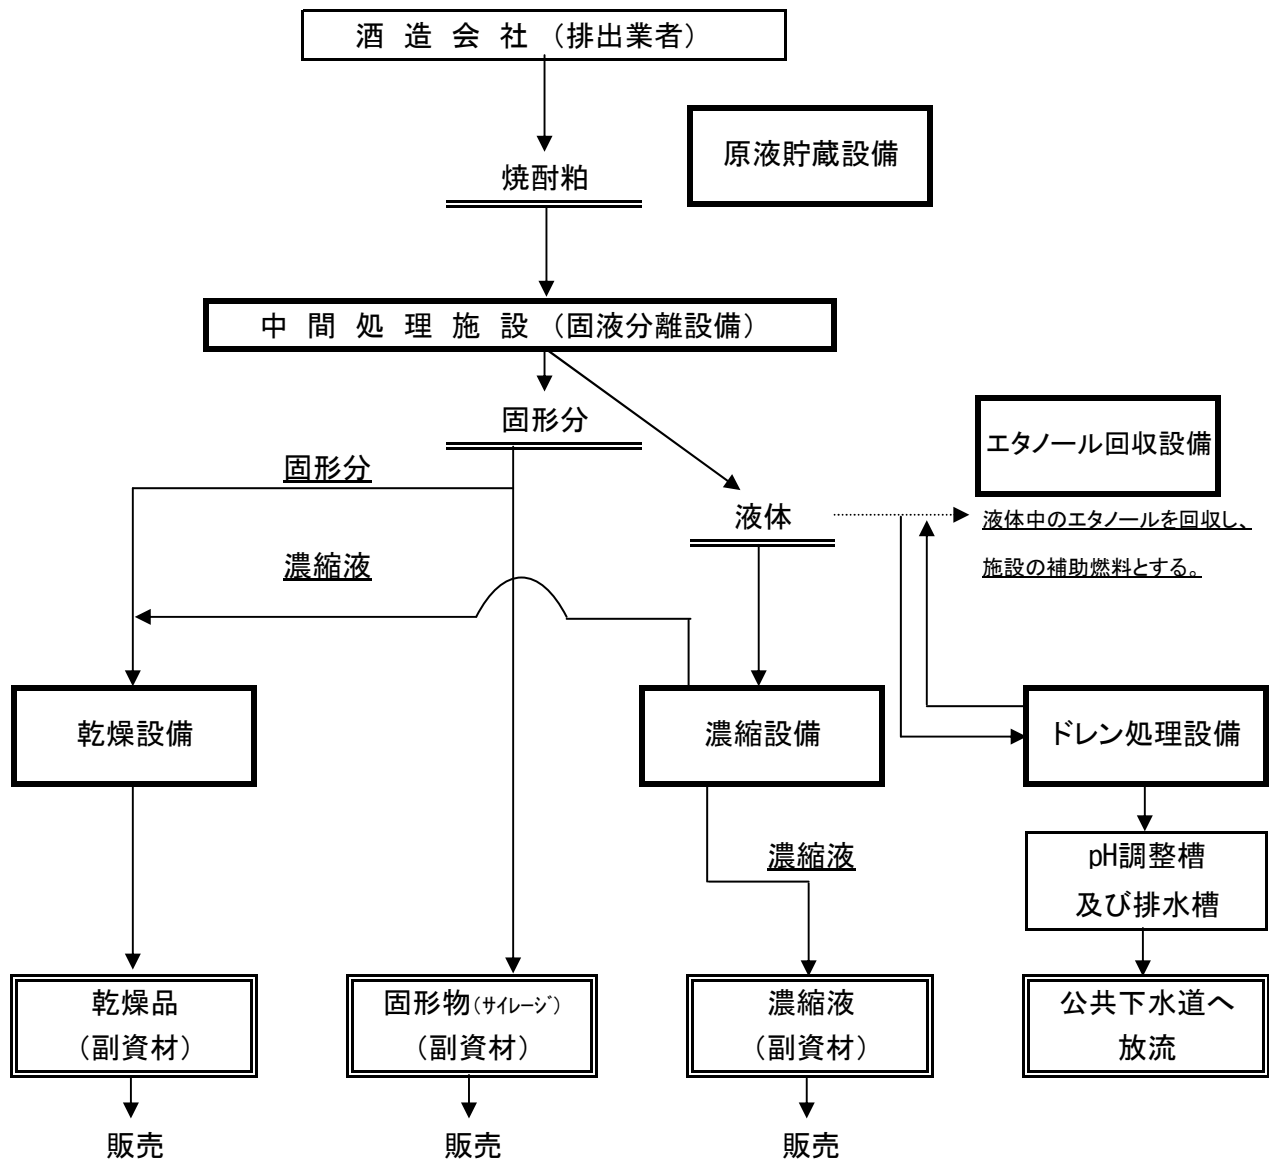 酒 造 会 社 （排出業者）
原液貯蔵設備
焼酎粕
中 間 処 理 施 設 （固液分離設備）
固形分
エタノール回収設備
固形分
液体
液体中のエタノールを回収し、
濃縮液
施設の補助燃料とする。
乾燥設備
濃縮設備
ドレン処理設備
濃縮液
pH調整槽
及び排水槽
乾燥品
（副資材）
固形物（サイレージ）
（副資材）
濃縮液
（副資材）
公共下水道へ
放流
販売
販売
販売